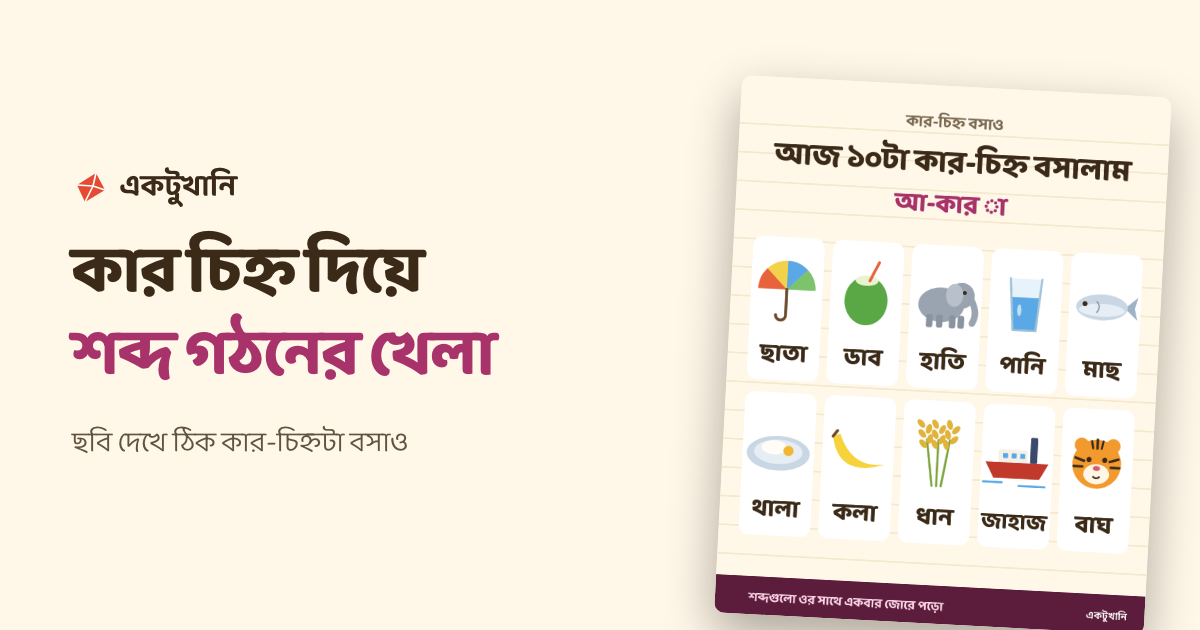 একটুখানি
কার চিহ্ন দিয়ে
শব্দ গঠনের খেলা
ছবি দেখে ঠিক কার-চিহ্নটা বসাও
কার-চিহ্ন বসাও
আজ ১০টা কার-চিহ্ন বসালাম
আ-কার া
ছাতা ডাব হাতি পানি মাছ
থালা কলা ধান জাহাজ বাঘ
শব্দগুলো ওর সাথে একবার জোরে পড়ো
একটুখানি